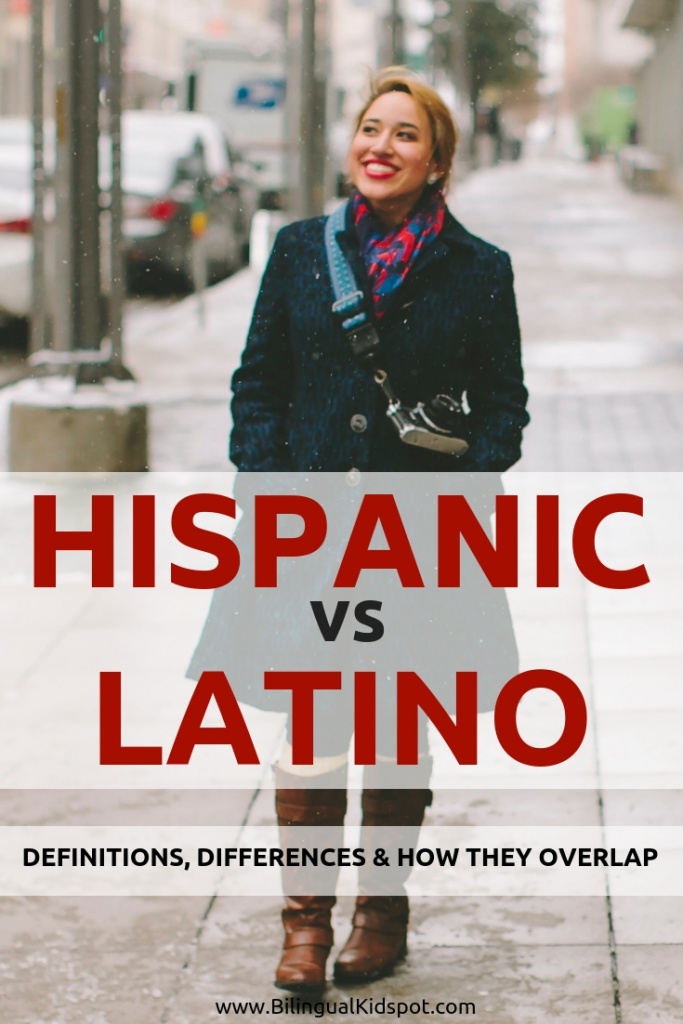 HISPANIC
vs
LATINO
DEFINITIONS, DIFFERENCES & HOW THEY OVERLAP
www.BilingualKidspot.com